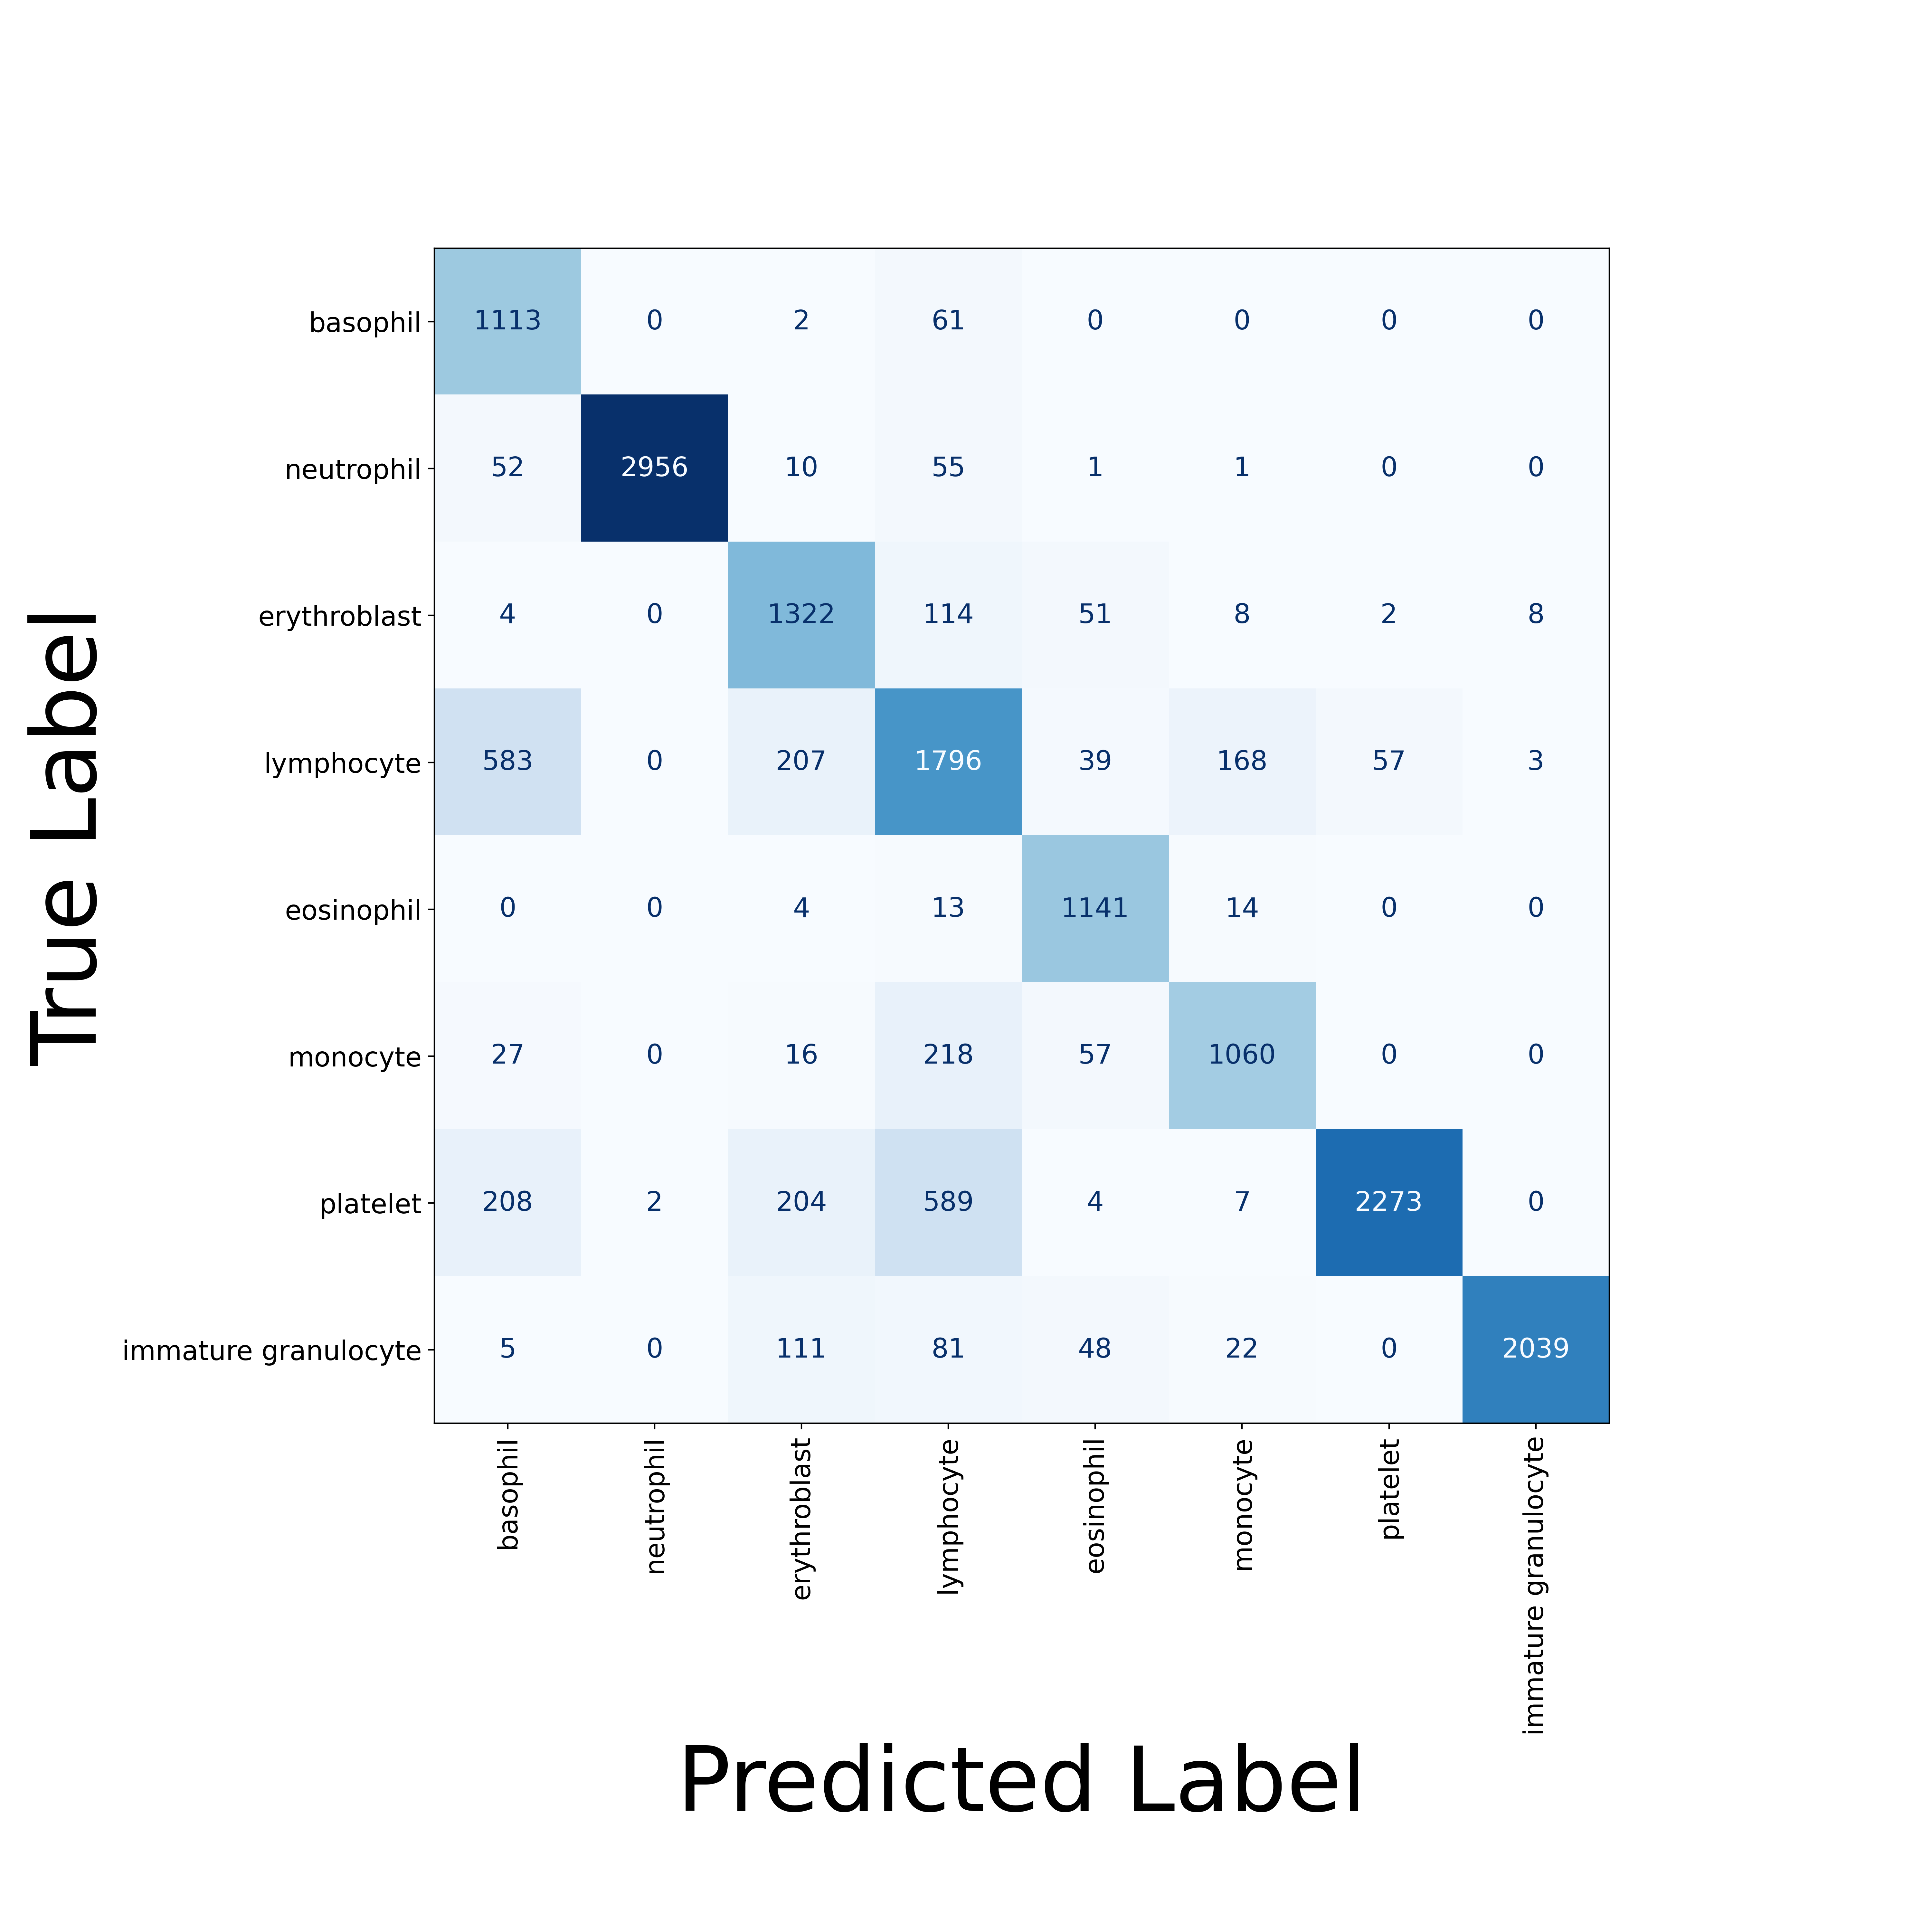 True Label
basophil 1113 0 2 61 0 0 0 0
neutrophil 52 2956 10 55 1 1 0 0
erythroblast 4 0 1322 114 51 8 2 8
lymphocyte 583 0 207 1796 39 168 57 3
eosinophil 0 0 4 13 1141 14 0 0
monocyte 27 0 16 218 57 1060 0 0
platelet 208 2 204 589 4 7 2273 0
immature granulocyte 5 0 111 81 48 22 0 2039
basophil
neutrophil
erythroblast
lymphocyte
eosinophil
monocyte
platelet
immature granulocyte
Predicted Label